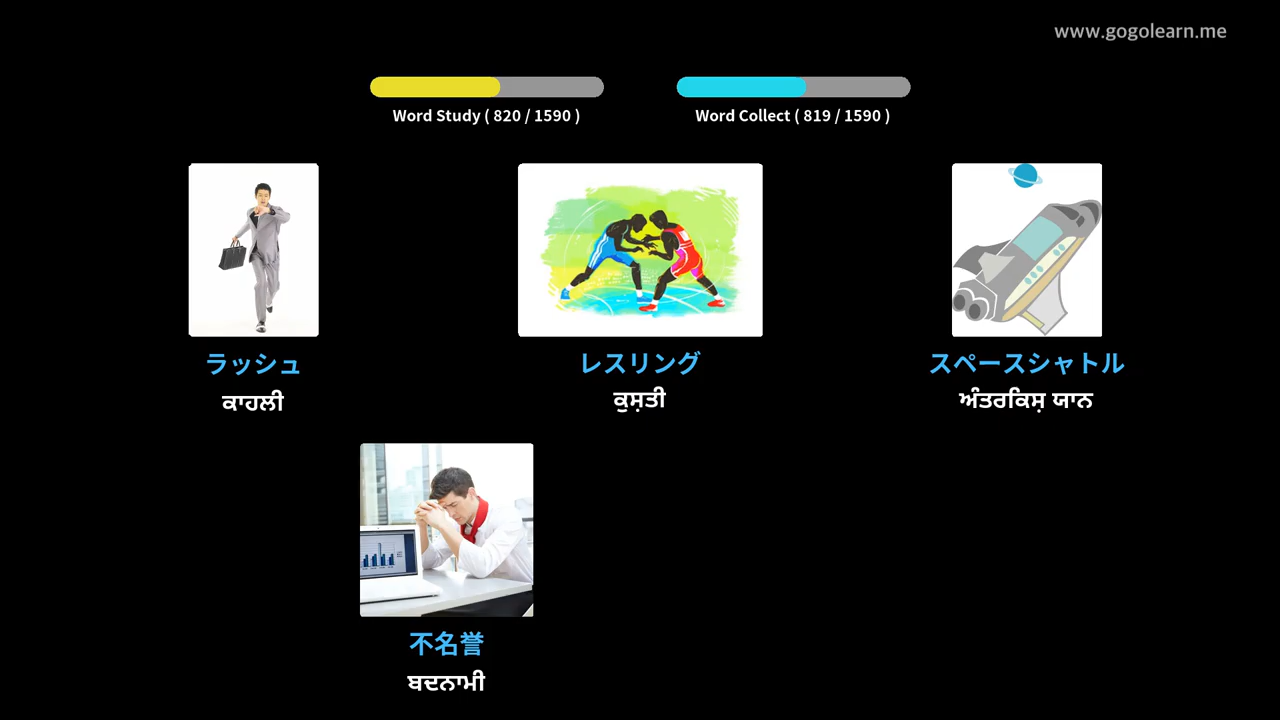 www.gogolearn.me
Word Study ( 820 / 1590 )
Word Collect ( 819 / 1590 )
ラッシュ
ਕਾਹਲੀ
レスリング
ਕੁਸ਼ਤੀ
スペースシャトル
ਅੰਤਰਕਿਸ਼ ਯਾਨ
不名誉
ਬਦਨਾਮੀ